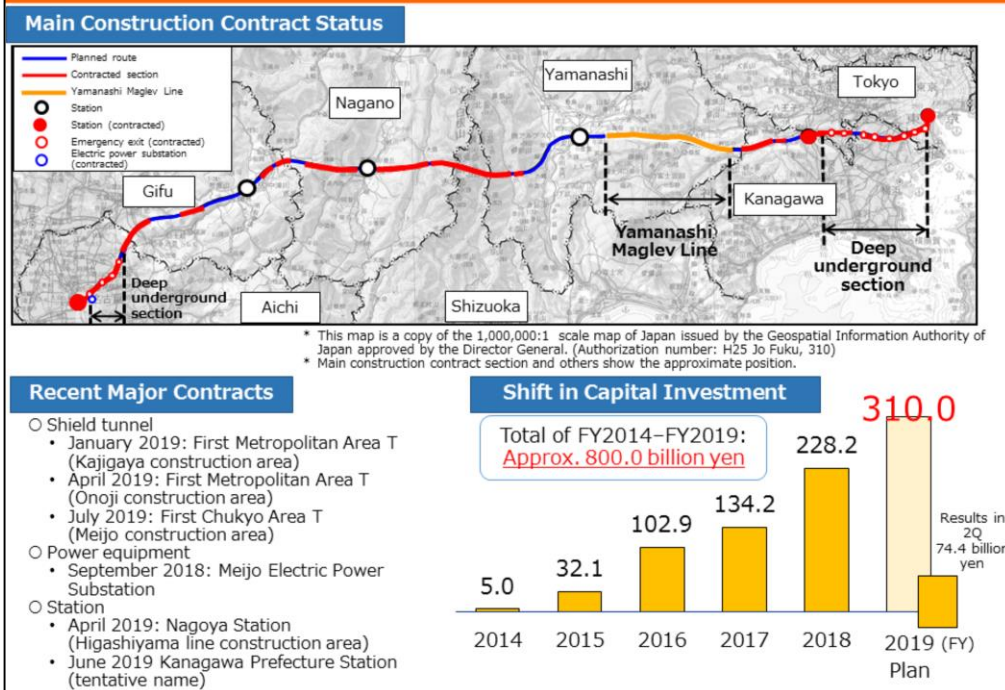 Main Construction Contract Status
Planned route
Contracted section
Yamanashi Maglev Line
Station
Station (contracted)
Emergency exit (contracted)
Electric power substation
(contracted)
Gifu
Nagano
Yamanashi
Tokyo
Kanagawa
Yamanashi
Maglev Line
Deep
underground
section
Deep
underground
section
Aichi
Shizuoka
* This map is a copy of the 1,000,000:1 scale map of Japan issued by the Geospatial Information Authority of
Japan approved by the Director General. (Authorization number: H25 Jo Fuku, 310)
* Main construction contract section and others show the approximate position.
Recent Major Contracts
○ Shield tunnel
• January 2019: First Metropolitan Area T
(Kajigaya construction area)
• April 2019: First Metropolitan Area T
(Onoji construction area)
• July 2019: First Chukyo Area T
(Meijo construction area)
○ Power equipment
• September 2018: Meijo Electric Power
Substation
○ Station
• April 2019: Nagoya Station
(Higashiyama line construction area)
• June 2019 Kanagawa Prefecture Station
(tentative name)
Shift in Capital Investment
Total of FY2014–FY2019:
Approx. 800.0 billion yen
5.0
32.1
102.9
134.2
228.2
310.0
Results in
2Q
74.4 billion
yen
2014 2015 2016 2017 2018 2019 (FY)
Plan